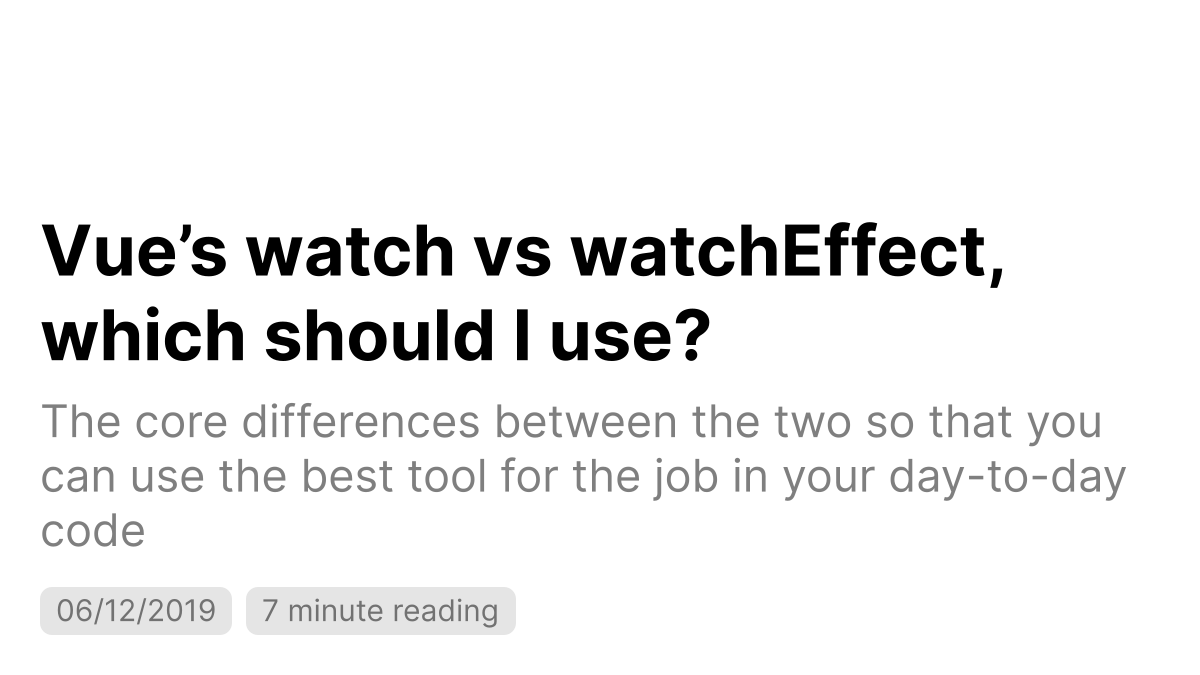 Vue’s watch vs watchEffect,
which should I use?
The core differences between the two so that you
can use the best tool for the job in your day-to-day
code
06/12/2019 7 minute reading